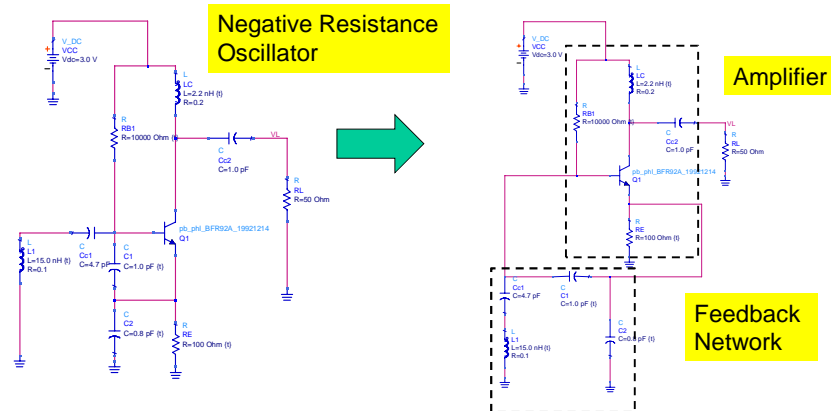 Negative Resistance
Oscillator
V_DC
VCC
Vdc=3.0 V
L
LC
L=2.2 nH (t)
R=0.2
R
RB1
R=10000 Ohm (t)
C
Cc2
C=1.0 pF
VL
R
RL
R=50 Ohm
pb_phl_BFR92A_19921214
Q1
L
L1
L=15.0 nH (t)
R=0.1
C
Cc1
C=4.7 pF
C
C1
C=1.0 pF (t)
C
C2
C=0.8 pF (t)
R
RE
R=100 Ohm (t)
Amplifier
V_DC
VCC
Vdc=3.0 V
L
LC
L=2.2 nH (t)
R=0.2
R
RB1
R=10000 Ohm (t)
C
Cc2
C=1.0 pF
VL
R
RL
R=50 Ohm
pb_phl_BFR92A_19921214
Q1
R
RE
R=100 Ohm (t)
Feedback
Network
C
Cc1
C=4.7 pF
C
C1
C=1.0 pF (t)
L
L1
L=15.0 nH (t)
R=0.1
C
C2
C=0.8 pF (t)